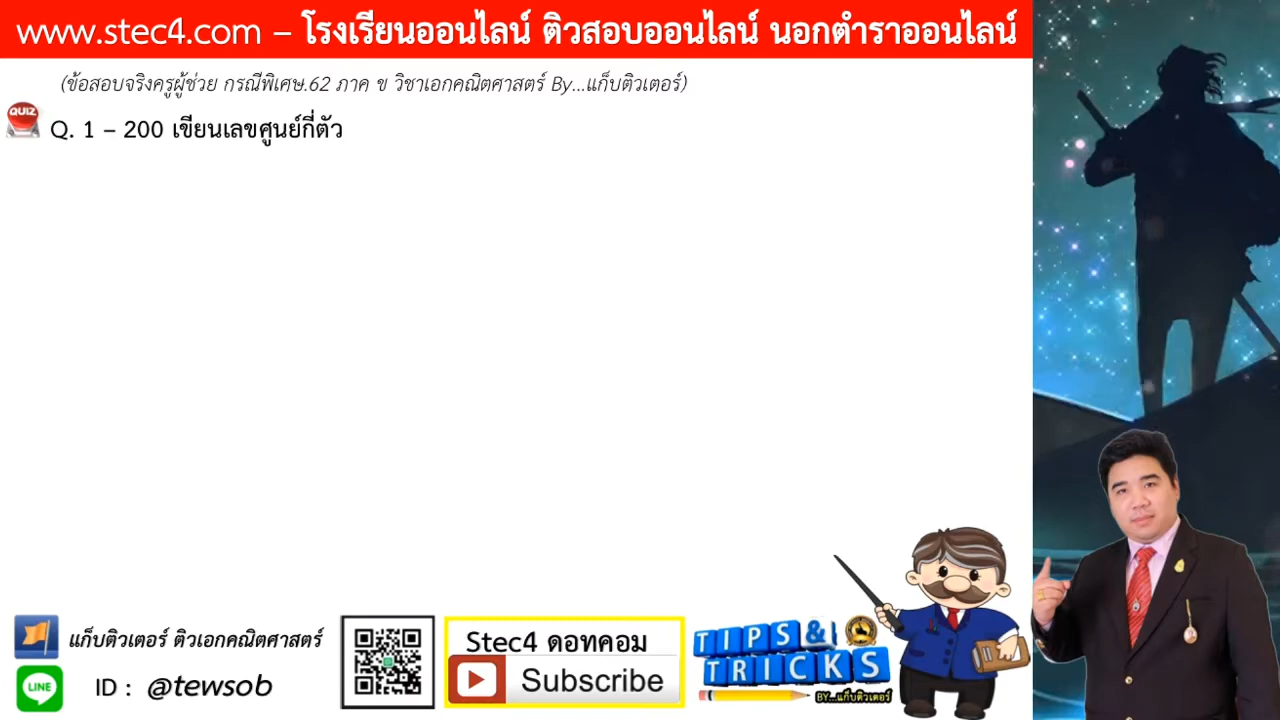 www.stec4.com – โรงเรียนออนไลน์ ติวสอบออนไลน์ นอกตำราออนไลน์
(ข้อสอบจริงครูผู้ช่วย กรณีพิเศษ.62 ภาค ข วิชาเอกคณิตศาสตร์ By...แก็บติวเตอร์)
QUIZ
Q. 1 – 200 เขียนเลขศูนย์กี่ตัว
แก็บติวเตอร์ ติวเอกคณิตศาสตร์
LINE
ID : @tewsob
Stec4 ดอทคอม
Subscribe
TIPS &
TRICKS
BY...แก็บติวเตอร์